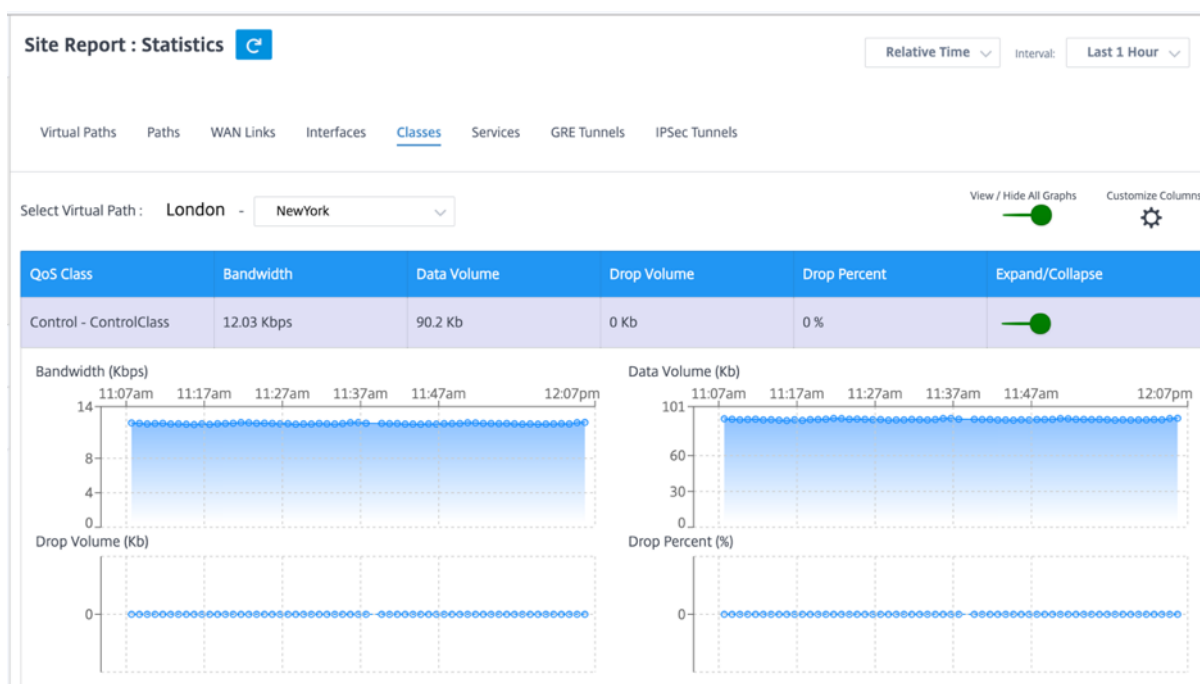 Site Report : Statistics
Relative Time Interval: Last 1 Hour
Virtual Paths Paths WAN Links Interfaces Classes Services GRE Tunnels IPSec Tunnels
View / Hide All Graphs Customize Columns
Select Virtual Path : London - NewYork
QoS Class Bandwidth Data Volume Drop Volume Drop Percent Expand/Collapse
Control - ControlClass 12.03 Kbps 90.2 Kb 0 Kb 0 %
Bandwidth (Kbps)
11:07am 11:17am 11:27am 11:37am 11:47am 12:07pm
14
8
4
0
Data Volume (Kb)
11:07am 11:17am 11:27am 11:37am 11:47am 12:07pm
101
60
30
0
Drop Volume (Kb)
0
Drop Percent (%)
0